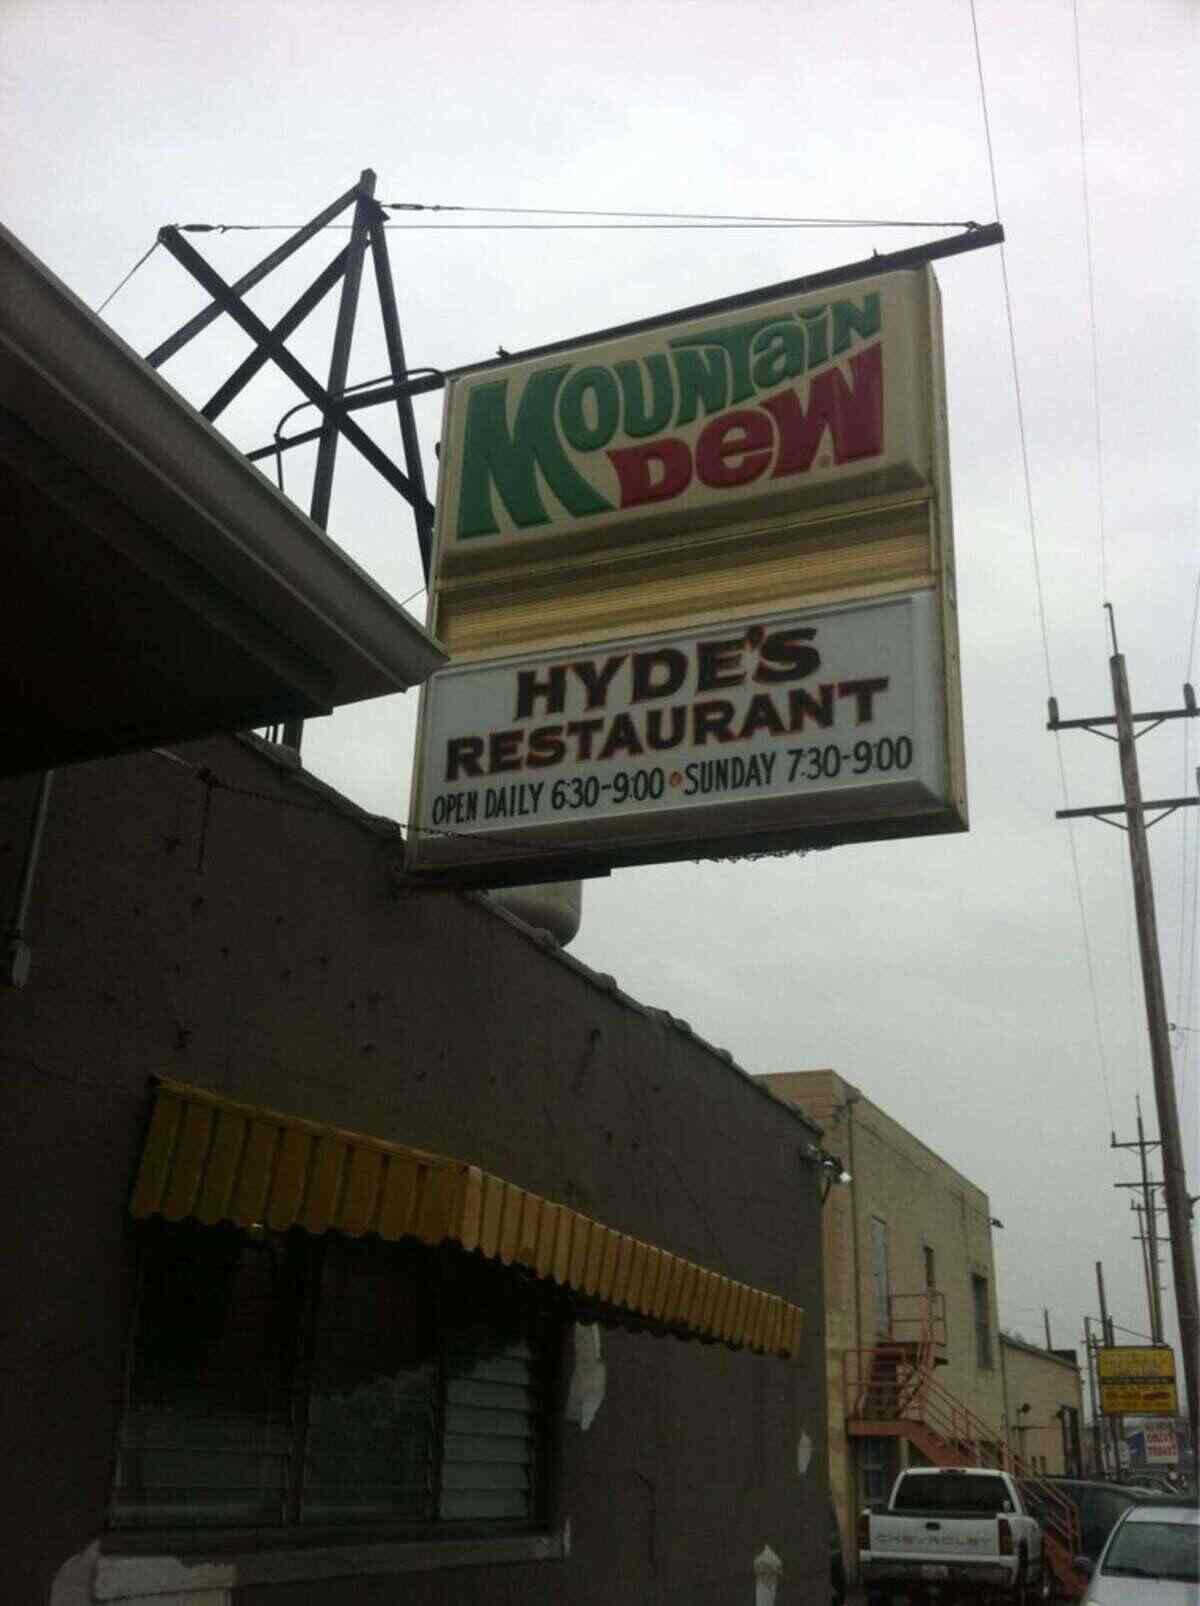 MOUNTAiN
DeW
HYDE'S
RESTAURANT
OPEN DAILY 6:30-9:00 • SUNDAY 7:30-9:00
CHEVROLET